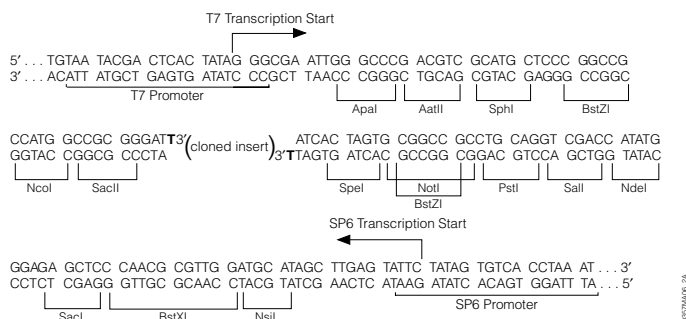 T7 Transcription Start
5′ . . . TGTAA TACGA CTCACT TATAG GGCGA ATTGG GCCCG ACGTC GCATG CTCCC GGCCG
3′ . . . ACATT ATGCT GAGTGA ATATC CCGCT TAACC CGGGC TGCAG CGTAC GAGGG GCCGGC
T7 Promoter
ApaI AatII SphI BstZI
CCATG GCCGC GGGATT3′ (cloned insert) ATCAC TAGTG CGGCC GCCTG CAGGT CGACC ATATG
GGTAC CGGCG CCCTA 3′TTAGTG ATCAC GCCGG CGGAC GTCCA GCTGG TATAC
NcoI SacII SpeI NotI PstI SalI NdeI
BstZI
SP6 Transcription Start
GGAGA GCTCC CAACG CGTTG GATGC ATAGC TTGAG TATTC TATAG TGTCA CCTAA AT . . . 3′
CCTCT CGAGG GTTGC GCAAC CTACG TATCG AACTC ATAAG ATATC ACAGT GGATT TA . . . 5′
SacI BstXI NsiI SP6 Promoter